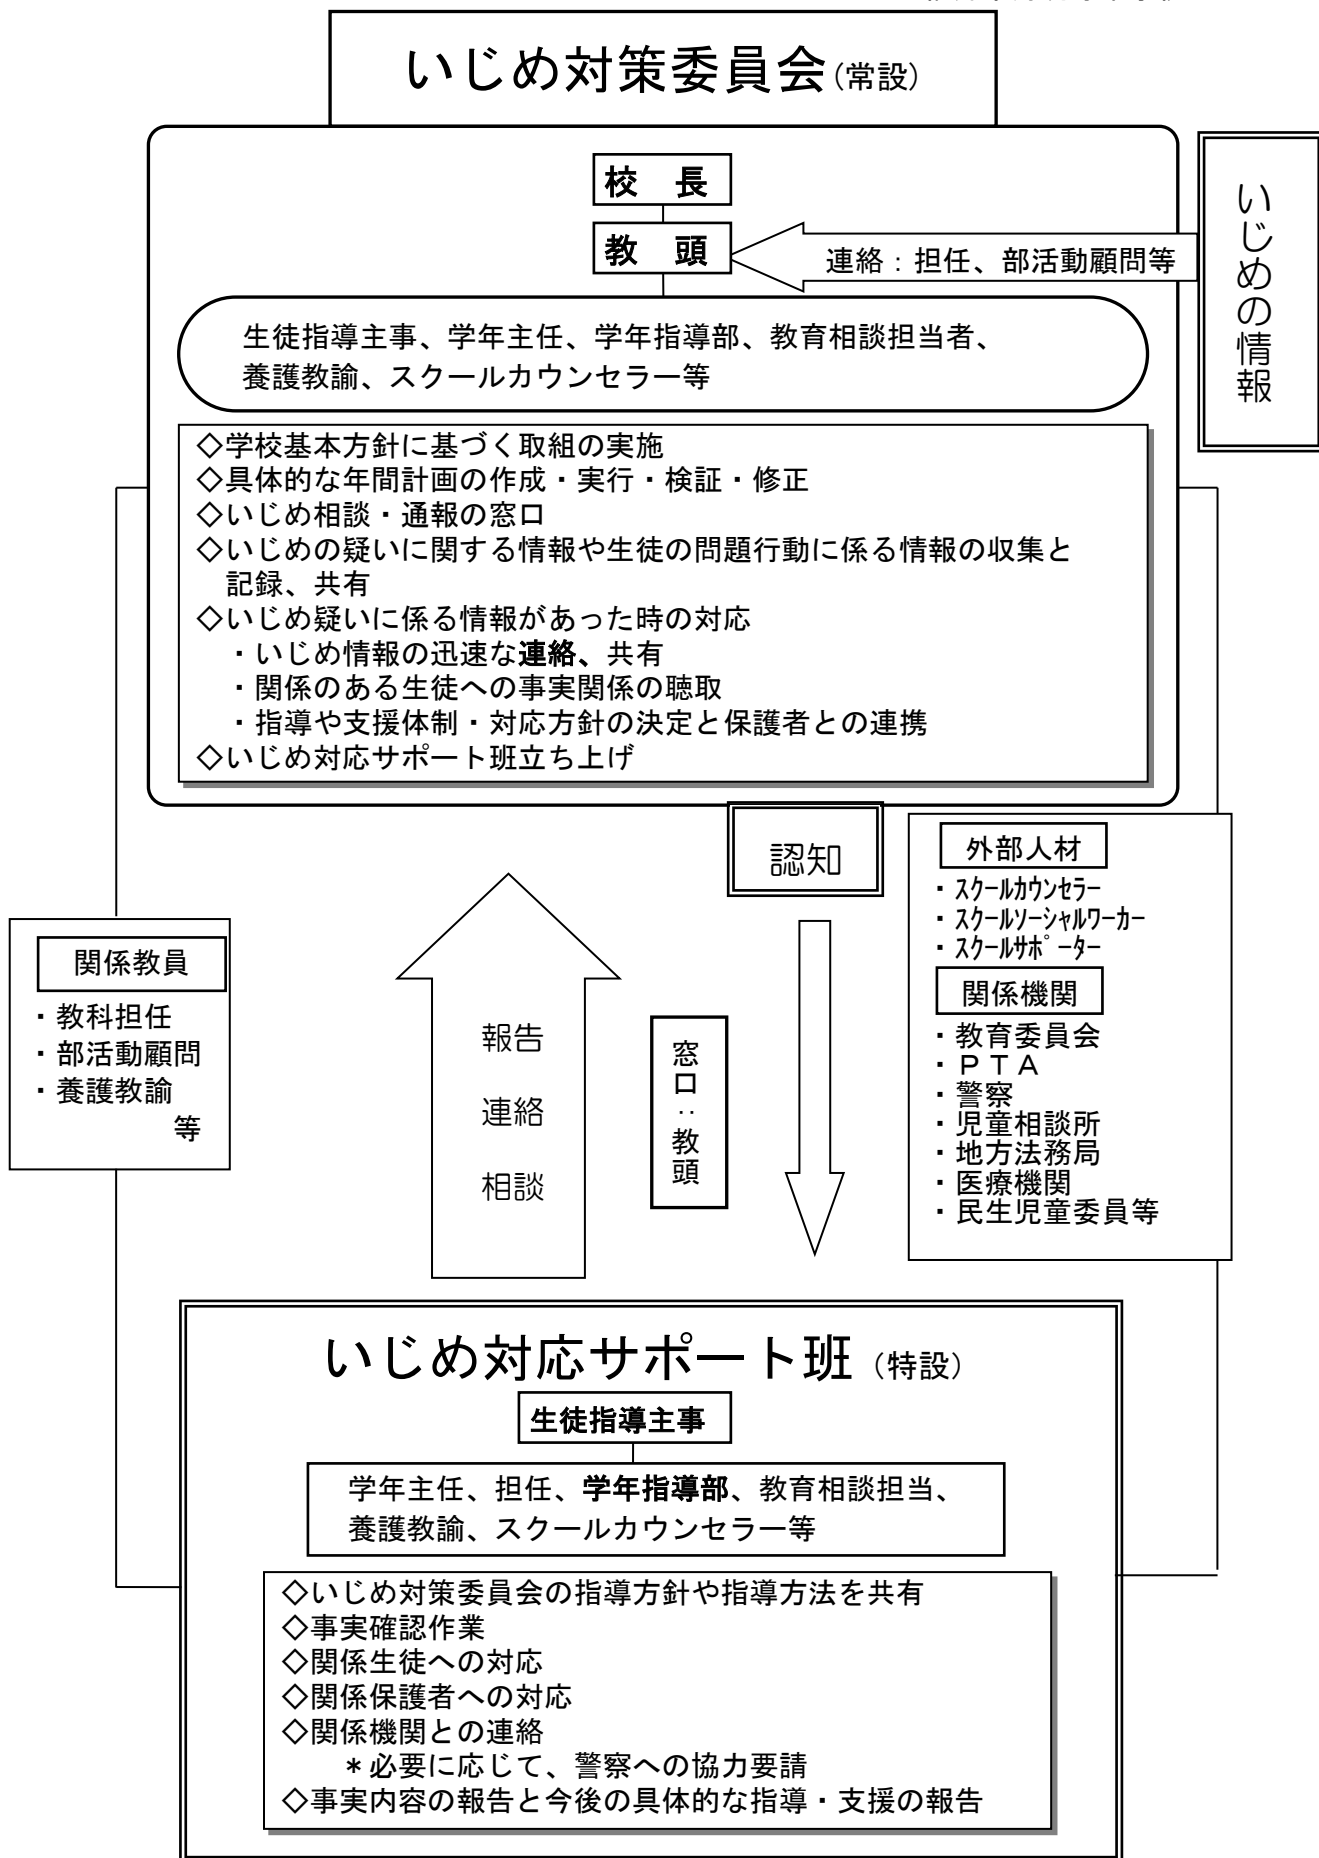 いじめ対策委員会(常設)
校　長
教　頭
連絡：担任、部活動顧問等
いじめの情報
生徒指導主事、学年主任、学年指導部、教育相談担当者、
養護教諭、スクールカウンセラー等
◇学校基本方針に基づく取組の実施
◇具体的な年間計画の作成・実行・検証・修正
◇いじめ相談・通報の窓口
◇いじめの疑いに関する情報や生徒の問題行動に係る情報の収集と
記録、共有
◇いじめ疑いに係る情報があった時の対応
・いじめ情報の迅速な連絡、共有
・関係のある生徒への事実関係の聴取
・指導や支援体制・対応方針の決定と保護者との連携
◇いじめ対応サポート班立ち上げ
認知
関係教員
・教科担任
・部活動顧問
・養護教諭
等
報告
連絡
相談
窓口：教頭
外部人材
・ｽｸｰﾙｶｳﾝｾﾗｰ
・ｽｸｰﾙｿｰｼｬﾙﾜｰｶｰ
・ｽｸｰﾙｻﾎﾟｰﾀｰ
関係機関
・教育委員会
・ＰＴＡ
・警察
・児童相談所
・地方法務局
・医療機関
・民生児童委員等
いじめ対応サポート班（特設）
生徒指導主事
学年主任、担任、学年指導部、教育相談担当、
養護教諭、スクールカウンセラー等
◇いじめ対策委員会の指導方針や指導方法を共有
◇事実確認作業
◇関係生徒への対応
◇関係保護者への対応
◇関係機関との連絡
＊必要に応じて、警察への協力要請
◇事実内容の報告と今後の具体的な指導・支援の報告